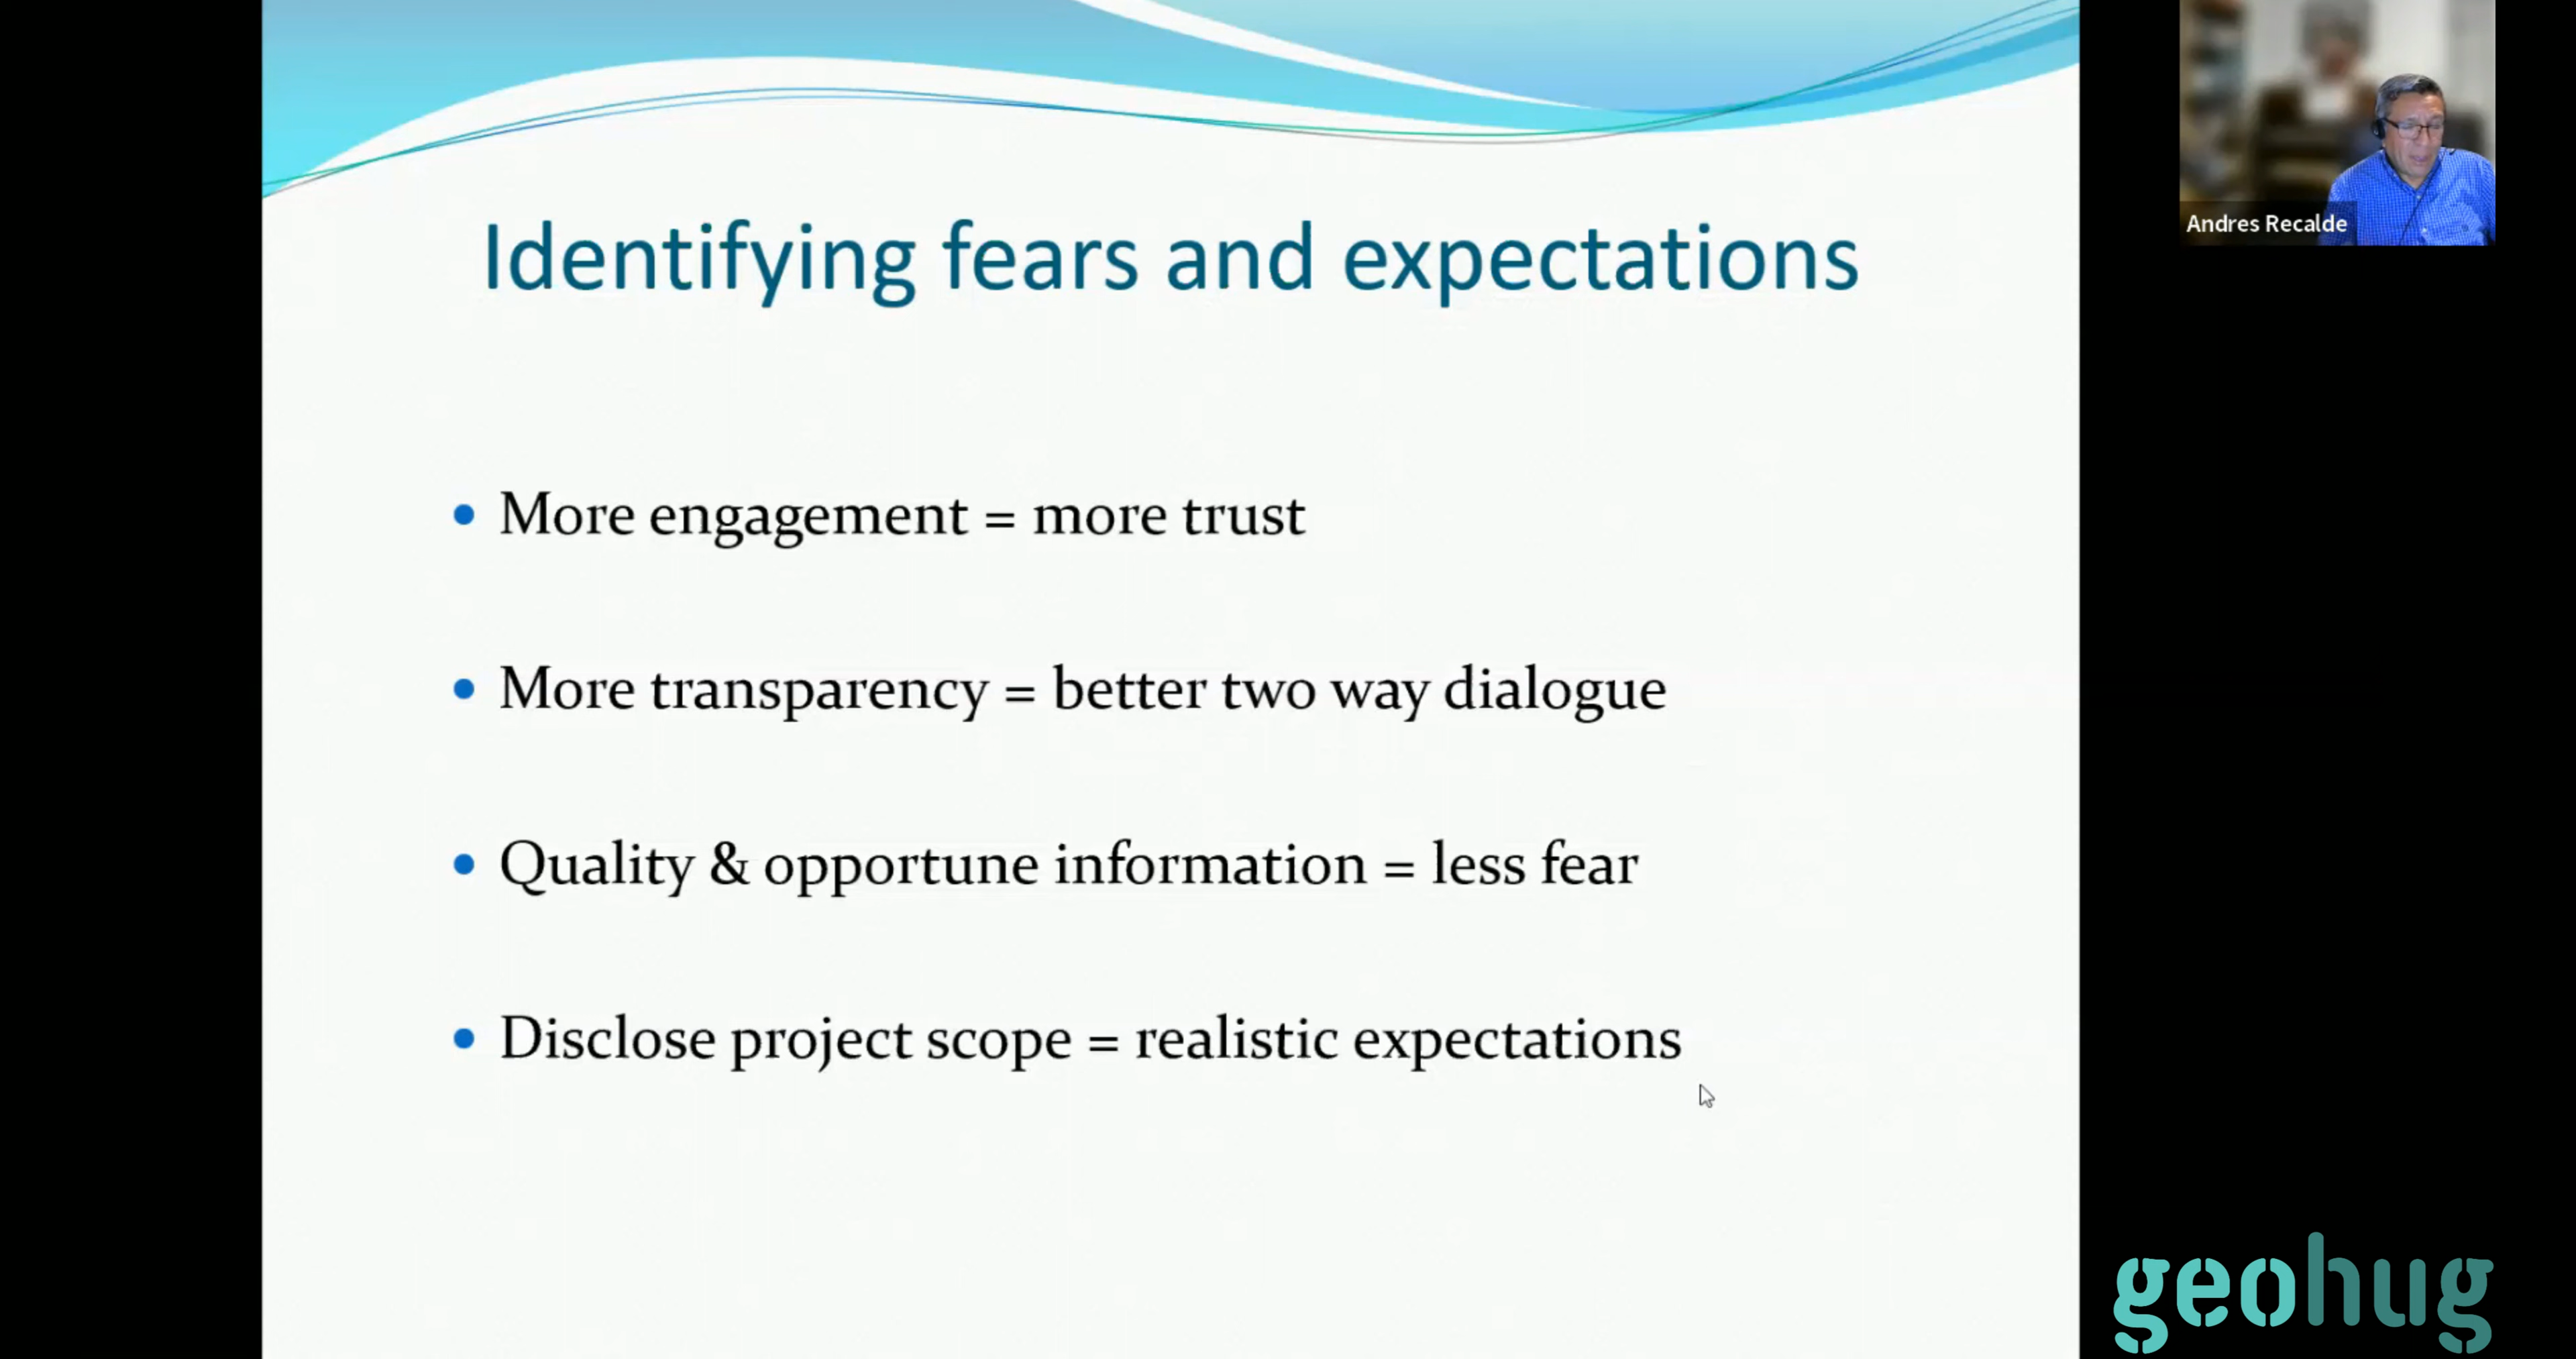 Identifying fears and expectations
More engagement = more trust
More transparency = better two way dialogue
Quality & opportune information = less fear
Disclose project scope = realistic expectations
Andres Recalde
geohug